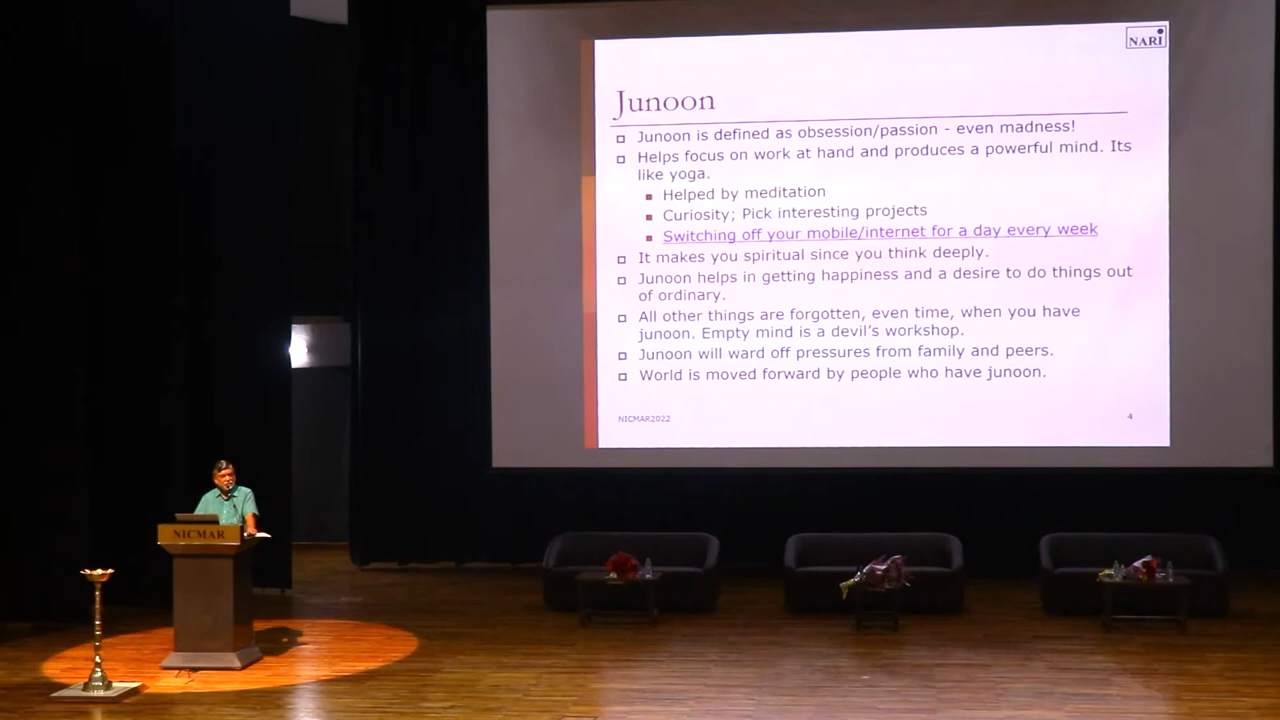 NARI
Junoon
Junoon is defined as obsession/passion - even madness!
Helps focus on work at hand and produces a powerful mind. Its
like yoga.
Helped by meditation
Curiosity; Pick interesting projects
Switching off your mobile/internet for a day every week
It makes you spiritual since you think deeply.
Junoon helps in getting happiness and a desire to do things out
of ordinary.
All other things are forgotten, even time, when you have
junoon. Empty mind is a devil's workshop.
Junoon will ward off pressures from family and peers.
World is moved forward by people who have junoon.
NICMAR2022
4
NICMAR